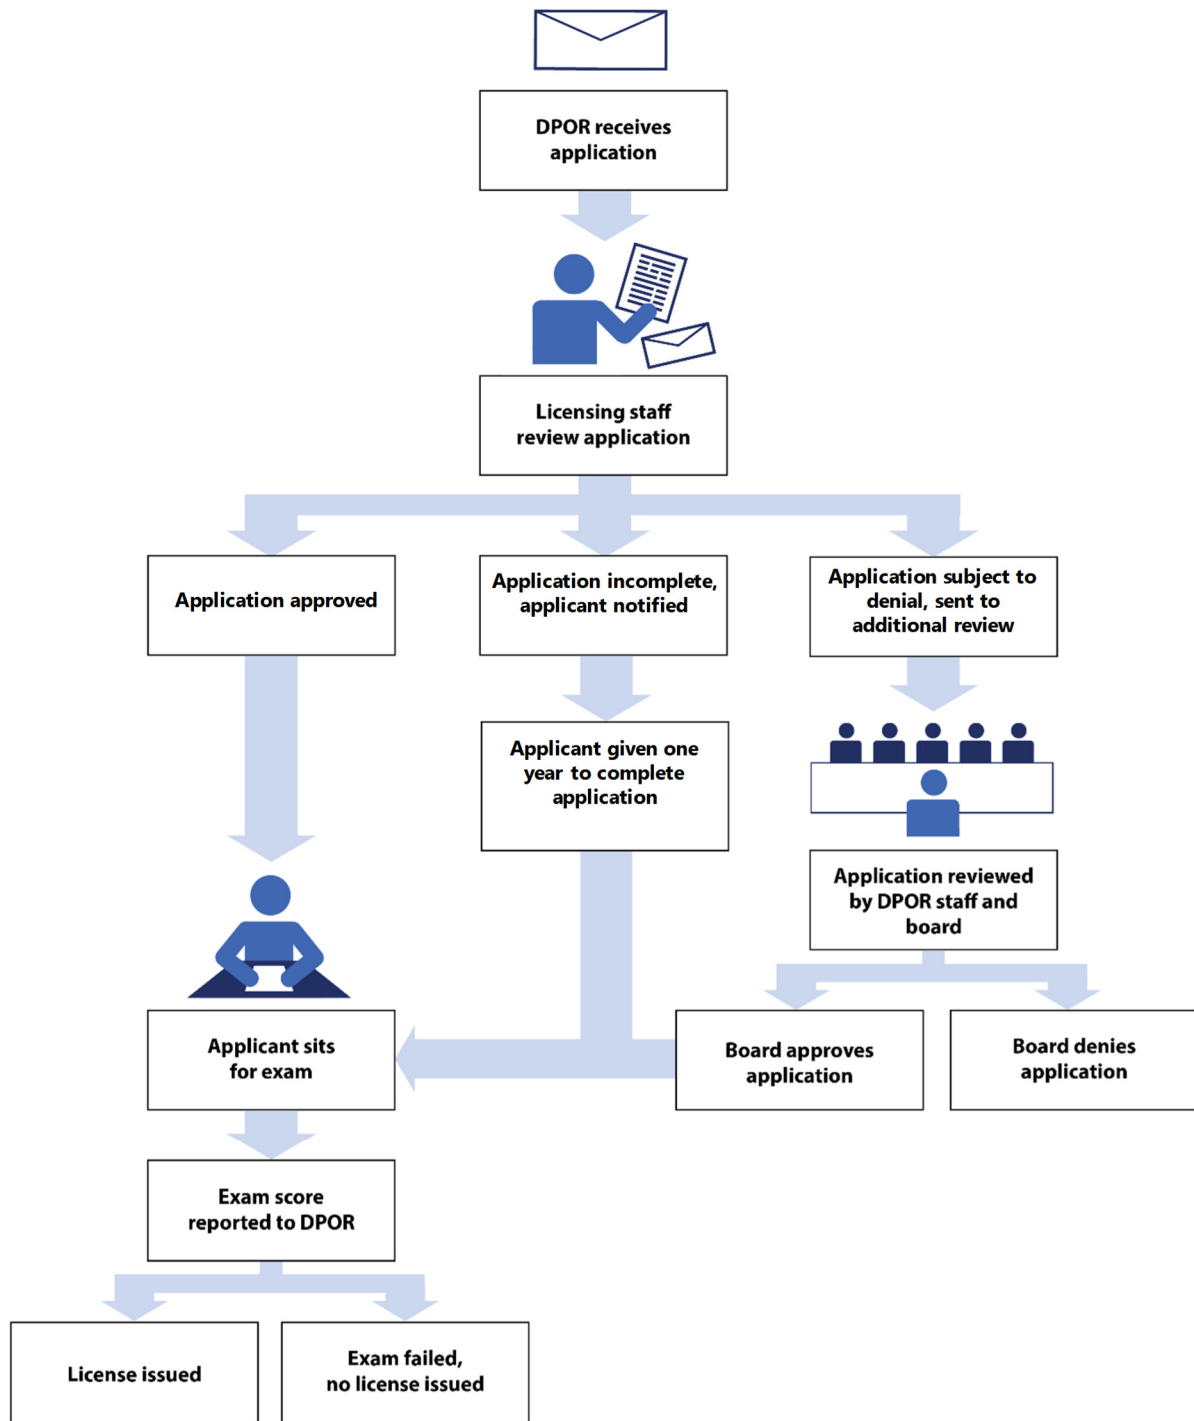 DPOR receives
application
Licensing staff
review application
Application approved
Application incomplete,
applicant notified
Application subject to
denial, sent to
additional review
Applicant given one
year to complete
application
Application reviewed
by DPOR staff and
board
Applicant sits
for exam
Board approves
application
Board denies
application
Exam score
reported to DPOR
License issued
Exam failed,
no license issued